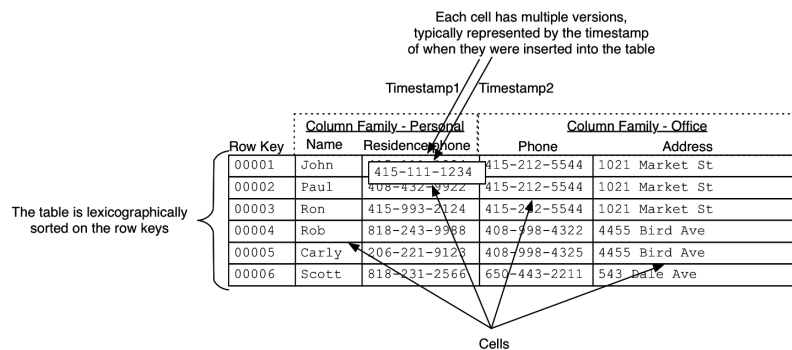 Each cell has multiple versions,
typically represented by the timestamp
of when they were inserted into the table
Timestamp1 Timestamp2
Column Family - Personal Column Family - Office
Row Key Name Residencephone Phone Address
00001 John 415-212-5544 1021 Market St
415-111-1234
00002 Paul 408-432-9922 415-212-5544 1021 Market St
00003 Ron 415-993-2124 415-212-5544 1021 Market St
The table is lexicographically
sorted on the row keys
00004 Rob 818-243-9988 408-998-4322 4455 Bird Ave
00005 Carly 206-221-9123 408-998-4325 4455 Bird Ave
00006 Scott 818-231-2566 650-443-2211 543 Dale Ave
Cells